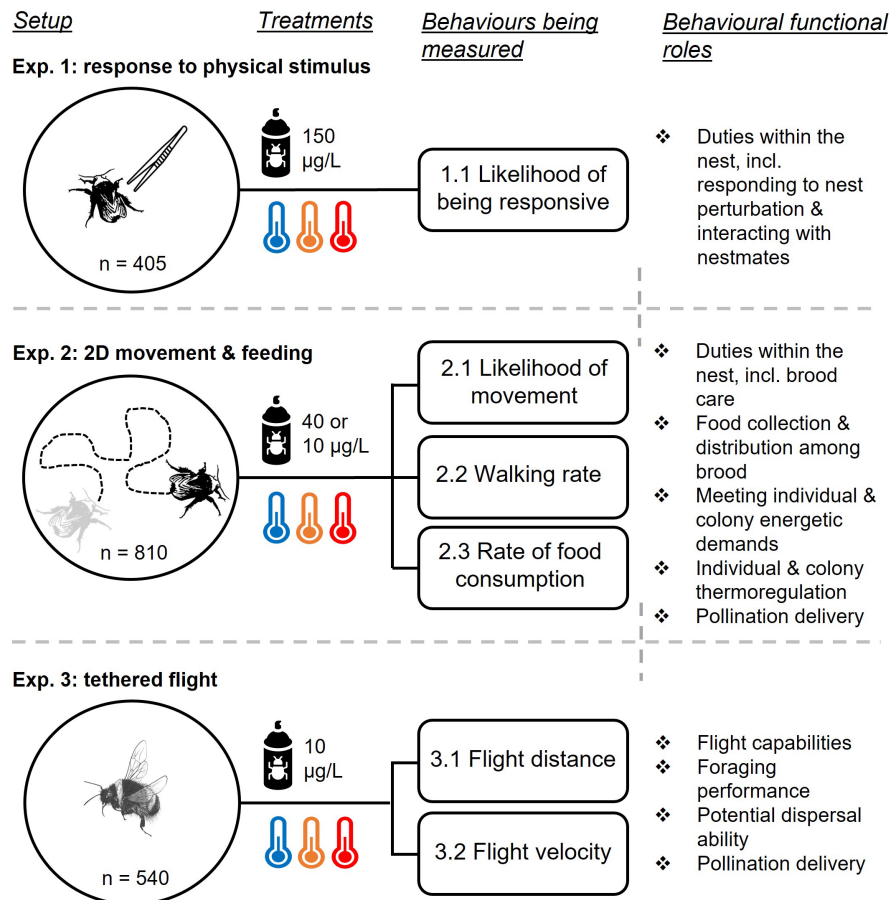 Setup
Treatments
Behaviours being
measured
Behavioural functional
roles
Exp. 1: response to physical stimulus
n = 405
150
µg/L
1.1 Likelihood of
being responsive
❖ Duties within the
nest, incl.
responding to nest
perturbation &
interacting with
nestmates
Exp. 2: 2D movement & feeding
n = 810
40 or
10 µg/L
2.1 Likelihood of
movement
2.2 Walking rate
2.3 Rate of food
consumption
❖ Duties within the
nest, incl. brood
care
❖ Food collection &
distribution among
brood
❖ Meeting individual &
colony energetic
demands
❖ Individual & colony
thermoregulation
❖ Pollination delivery
Exp. 3: tethered flight
n = 540
10
µg/L
3.1 Flight distance
3.2 Flight velocity
❖ Flight capabilities
❖ Foraging
performance
❖ Potential dispersal
ability
❖ Pollination delivery